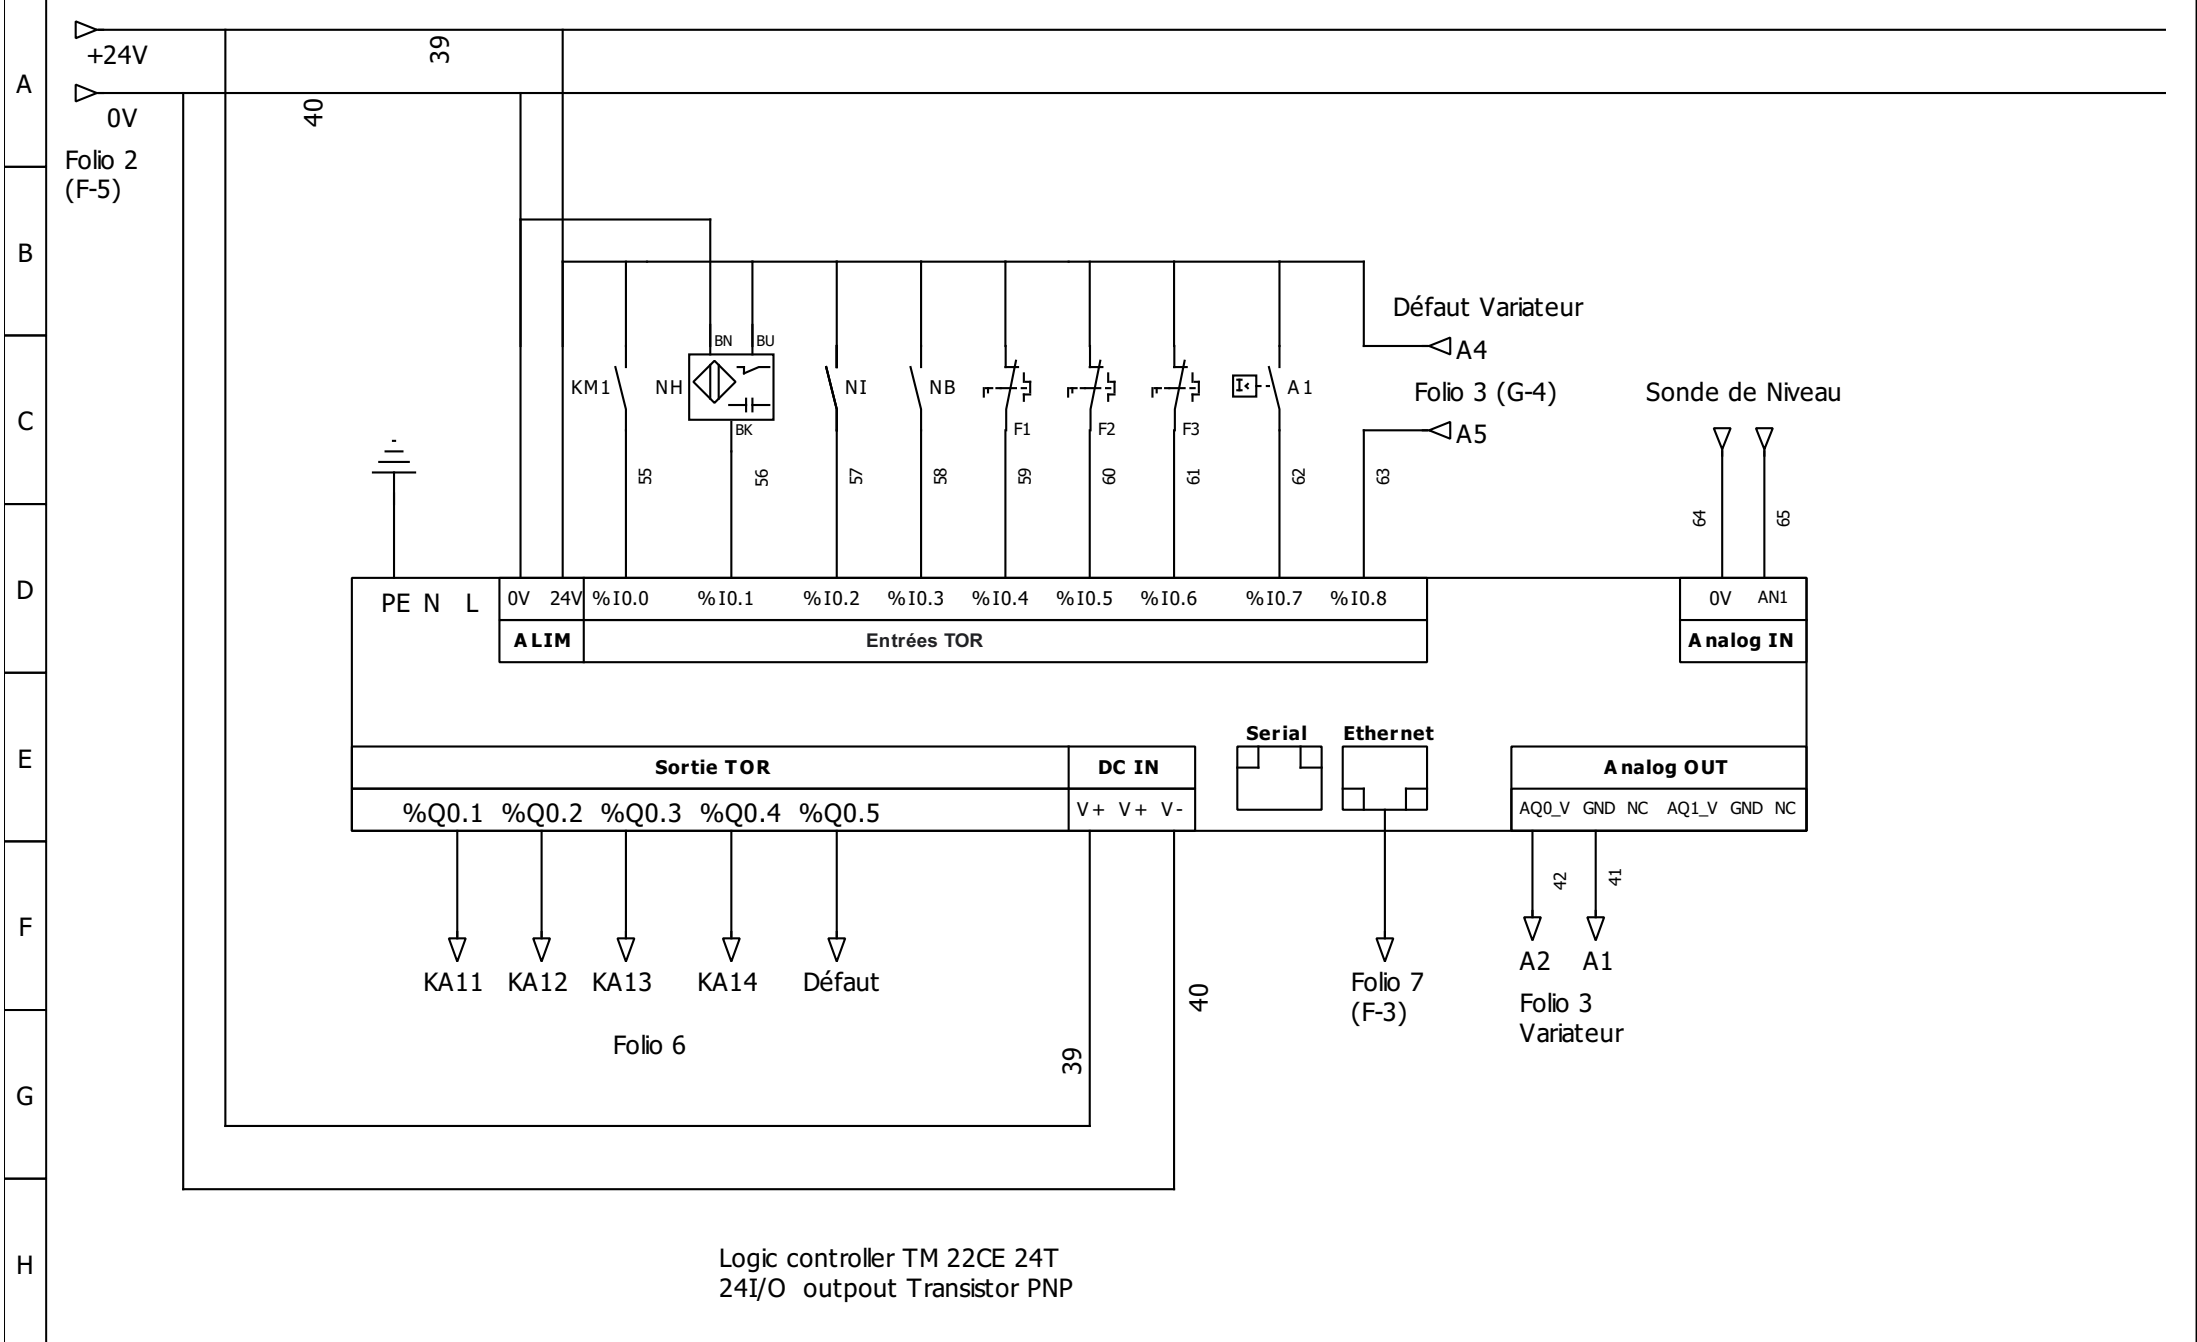 +24V
39
A
0V
40
Folio 2
(F-5)
B
Défaut Variateur
BN BU
A4
KM1 NH NI NB A1
I<
Folio 3 (G-4)
Sonde de Niveau
C
BK F1 F2 F3
A5
55 56 57 58 59 60 61 62 63
64 65
D
PE N L 0V 24V %I0.0 %I0.1 %I0.2 %I0.3 %I0.4 %I0.5 %I0.6 %I0.7 %I0.8 0V AN1
ALIM Entrées TOR Analog IN
Serial Ethernet
E
Sortie TOR DC IN Analog OUT
%Q0.1 %Q0.2 %Q0.3 %Q0.4 %Q0.5 V+ V+ V- AQ0_V GND NC AQ1_V GND NC
42 41
F
A2 A1
KA11 KA12 KA13 KA14 Défaut
40
Folio 7
(F-3)
Folio 3
Variateur
Folio 6
39
G
H
Logic controller TM 22CE 24T
24I/O outpout Transistor PNP